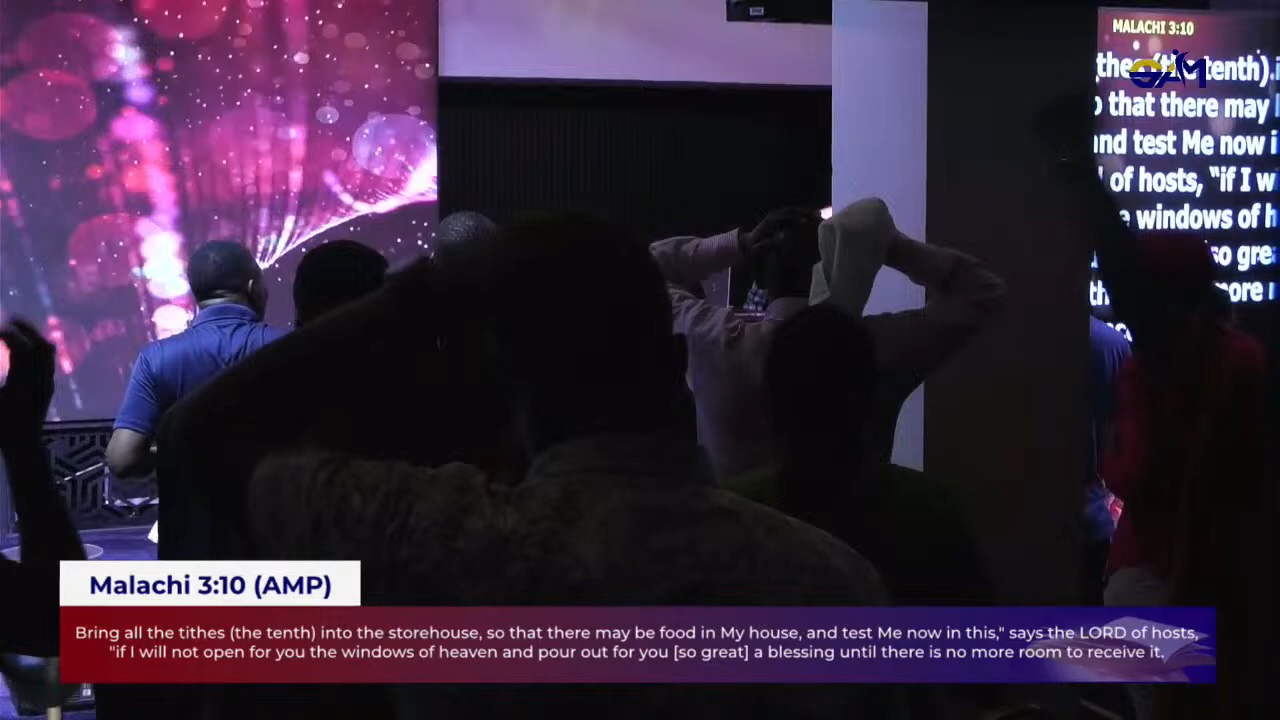 MALACHI 3:10
tenth).
that there may
and test Me now
of hosts, "if I
windows of
so
Malachi 3:10 (AMP)
Bring all the tithes (the tenth) into the storehouse, so that there may be food in My house, and test Me now in this," says the LORD of hosts,
"if I will not open for you the windows of heaven and pour out for you [so great] a blessing until there is no more room to receive it.